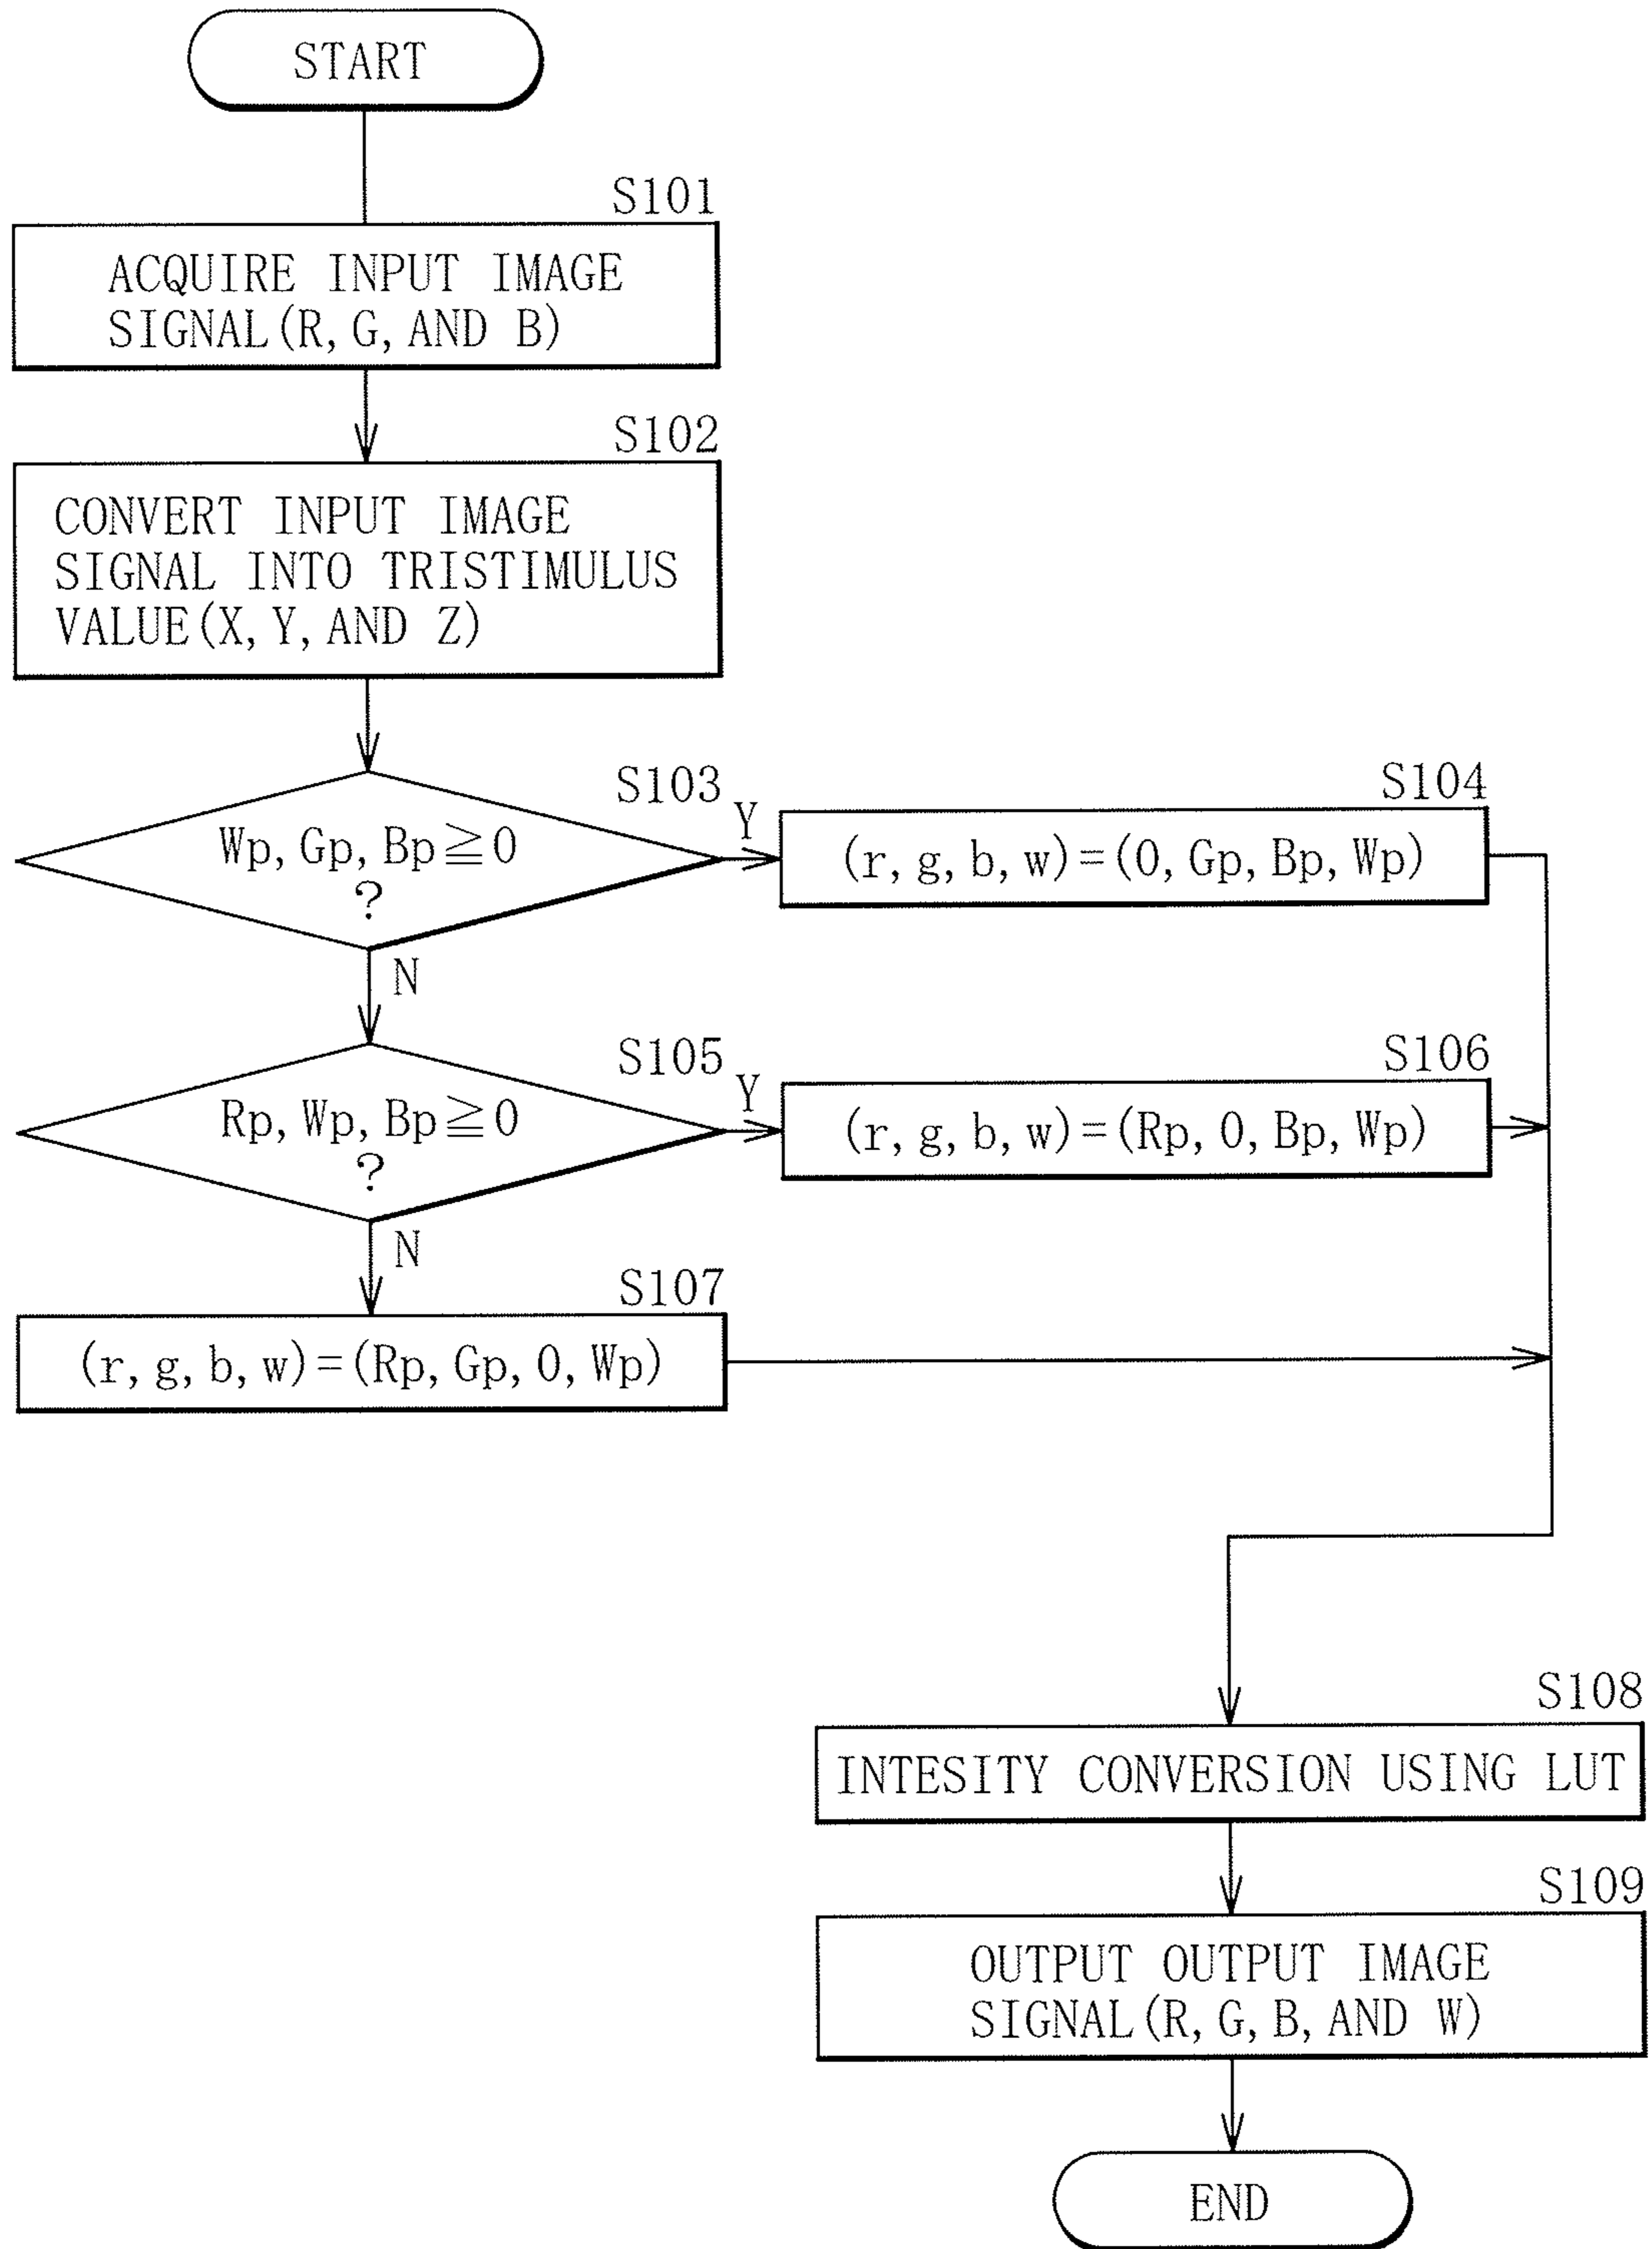 START
S101
ACQUIRE INPUT IMAGE
SIGNAL(R, G, AND B)
S102
CONVERT INPUT IMAGE
SIGNAL INTO TRISTIMULUS
VALUE(X, Y, AND Z)
S103
Wp, Gp, Bp≧0
?
Y
N
S104
(r, g, b, w)=(0, Gp, Bp, Wp)
S105
Rp, Wp, Bp≧0
?
Y
N
S106
(r, g, b, w)=(Rp, 0, Bp, Wp)
S107
(r, g, b, w)=(Rp, Gp, 0, Wp)
S108
INTESITY CONVERSION USING LUT
S109
OUTPUT OUTPUT IMAGE
SIGNAL(R, G, B, AND W)
END